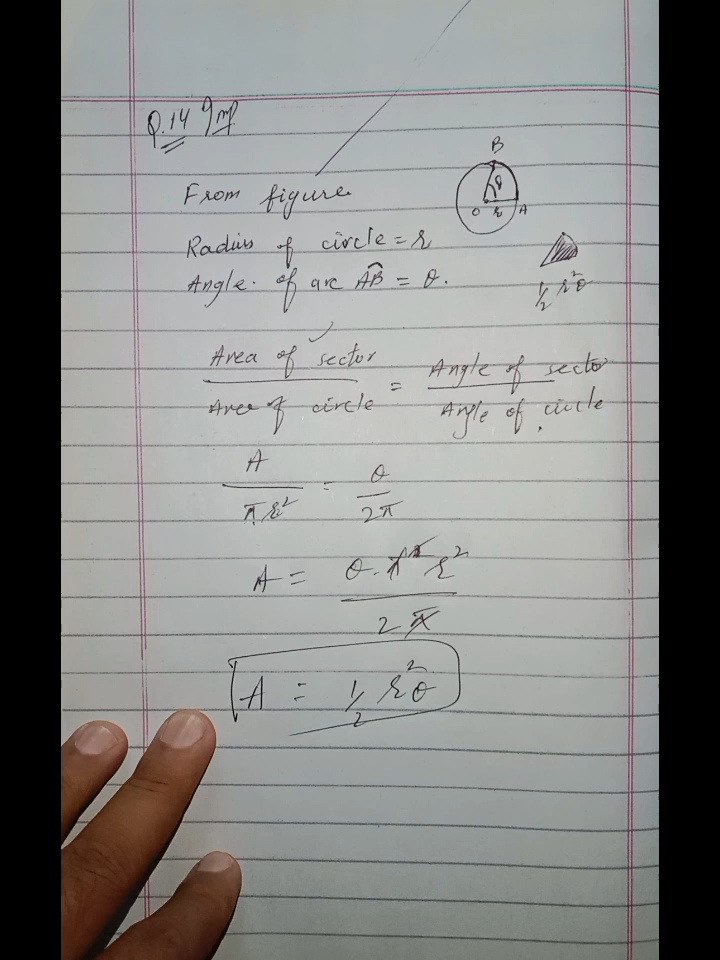 Q.14 Imp
From figure
B
θ
O r A
Radius of circle = r
Angle. of arc AB = θ.
1/2 r²θ
Area of sector / Area of circle = Angle of sector / Angle of circle
A / πr² = θ / 2π
A = θ.πr² / 2π
A = 1/2 r²θ